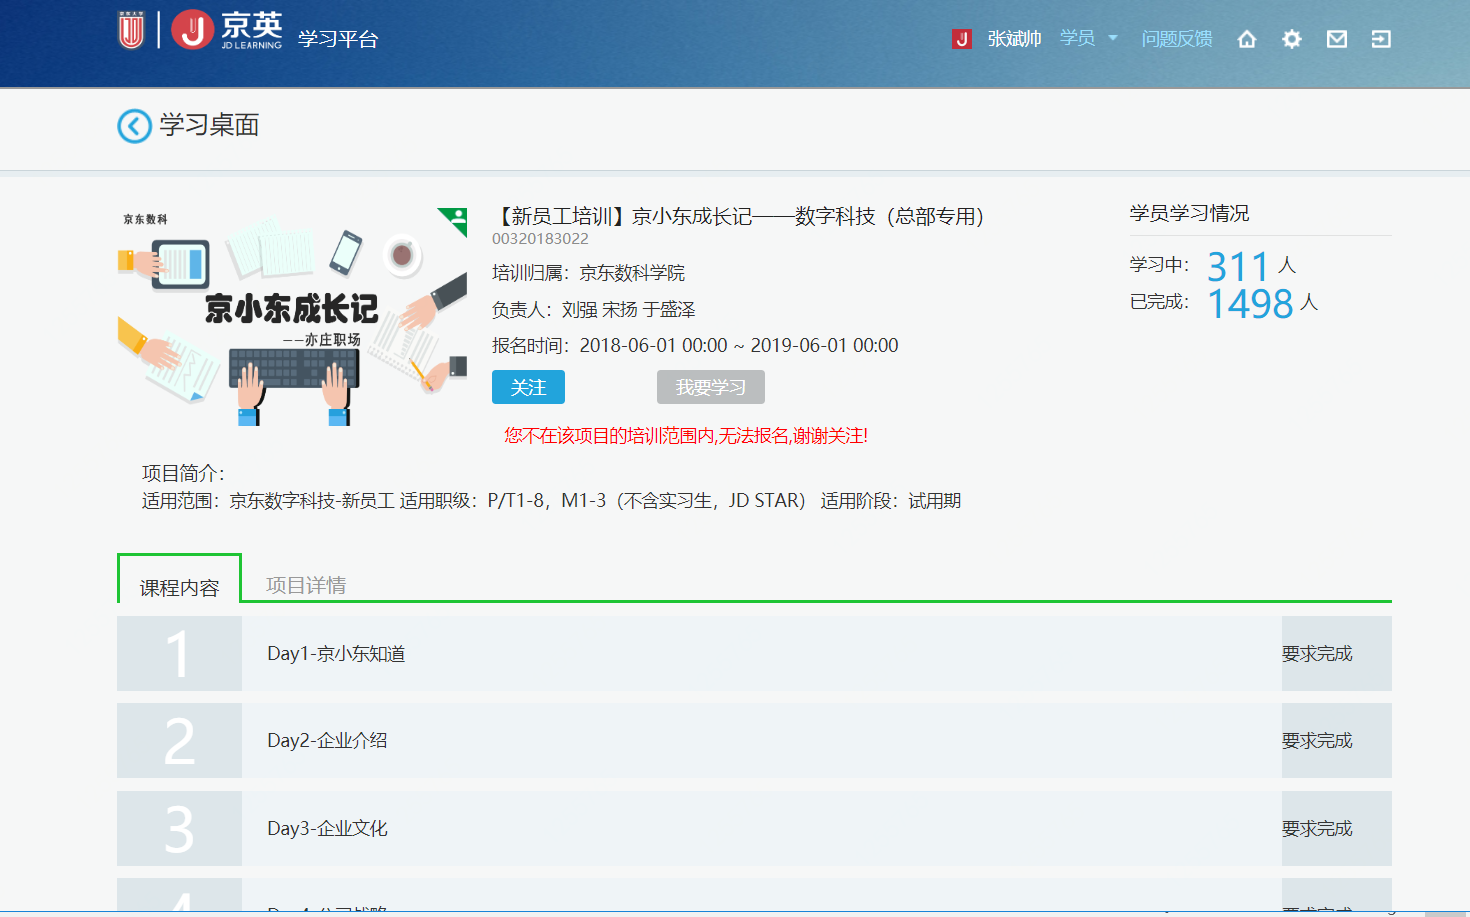 京英
JD LEARNING
学习平台
张斌帅 学员 问题反馈
学习桌面
京东数科
京小东成长记
——亦庄职场
【新员工培训】京小东成长记——数字科技（总部专用）
00320183022
培训归属：京东数科学院
负责人：刘强 宋扬 于盛泽
报名时间：2018-06-01 00:00 ~ 2019-06-01 00:00
关注 我要学习
您不在该项目的培训范围内,无法报名,谢谢关注!
学员学习情况
学习中： 311 人
已完成： 1498 人
项目简介：
适用范围：京东数字科技-新员工 适用职级：P/T1-8，M1-3（不含实习生，JD STAR） 适用阶段：试用期
课程内容 项目详情
1 Day1-京小东知道 要求完成
2 Day2-企业介绍 要求完成
3 Day3-企业文化 要求完成